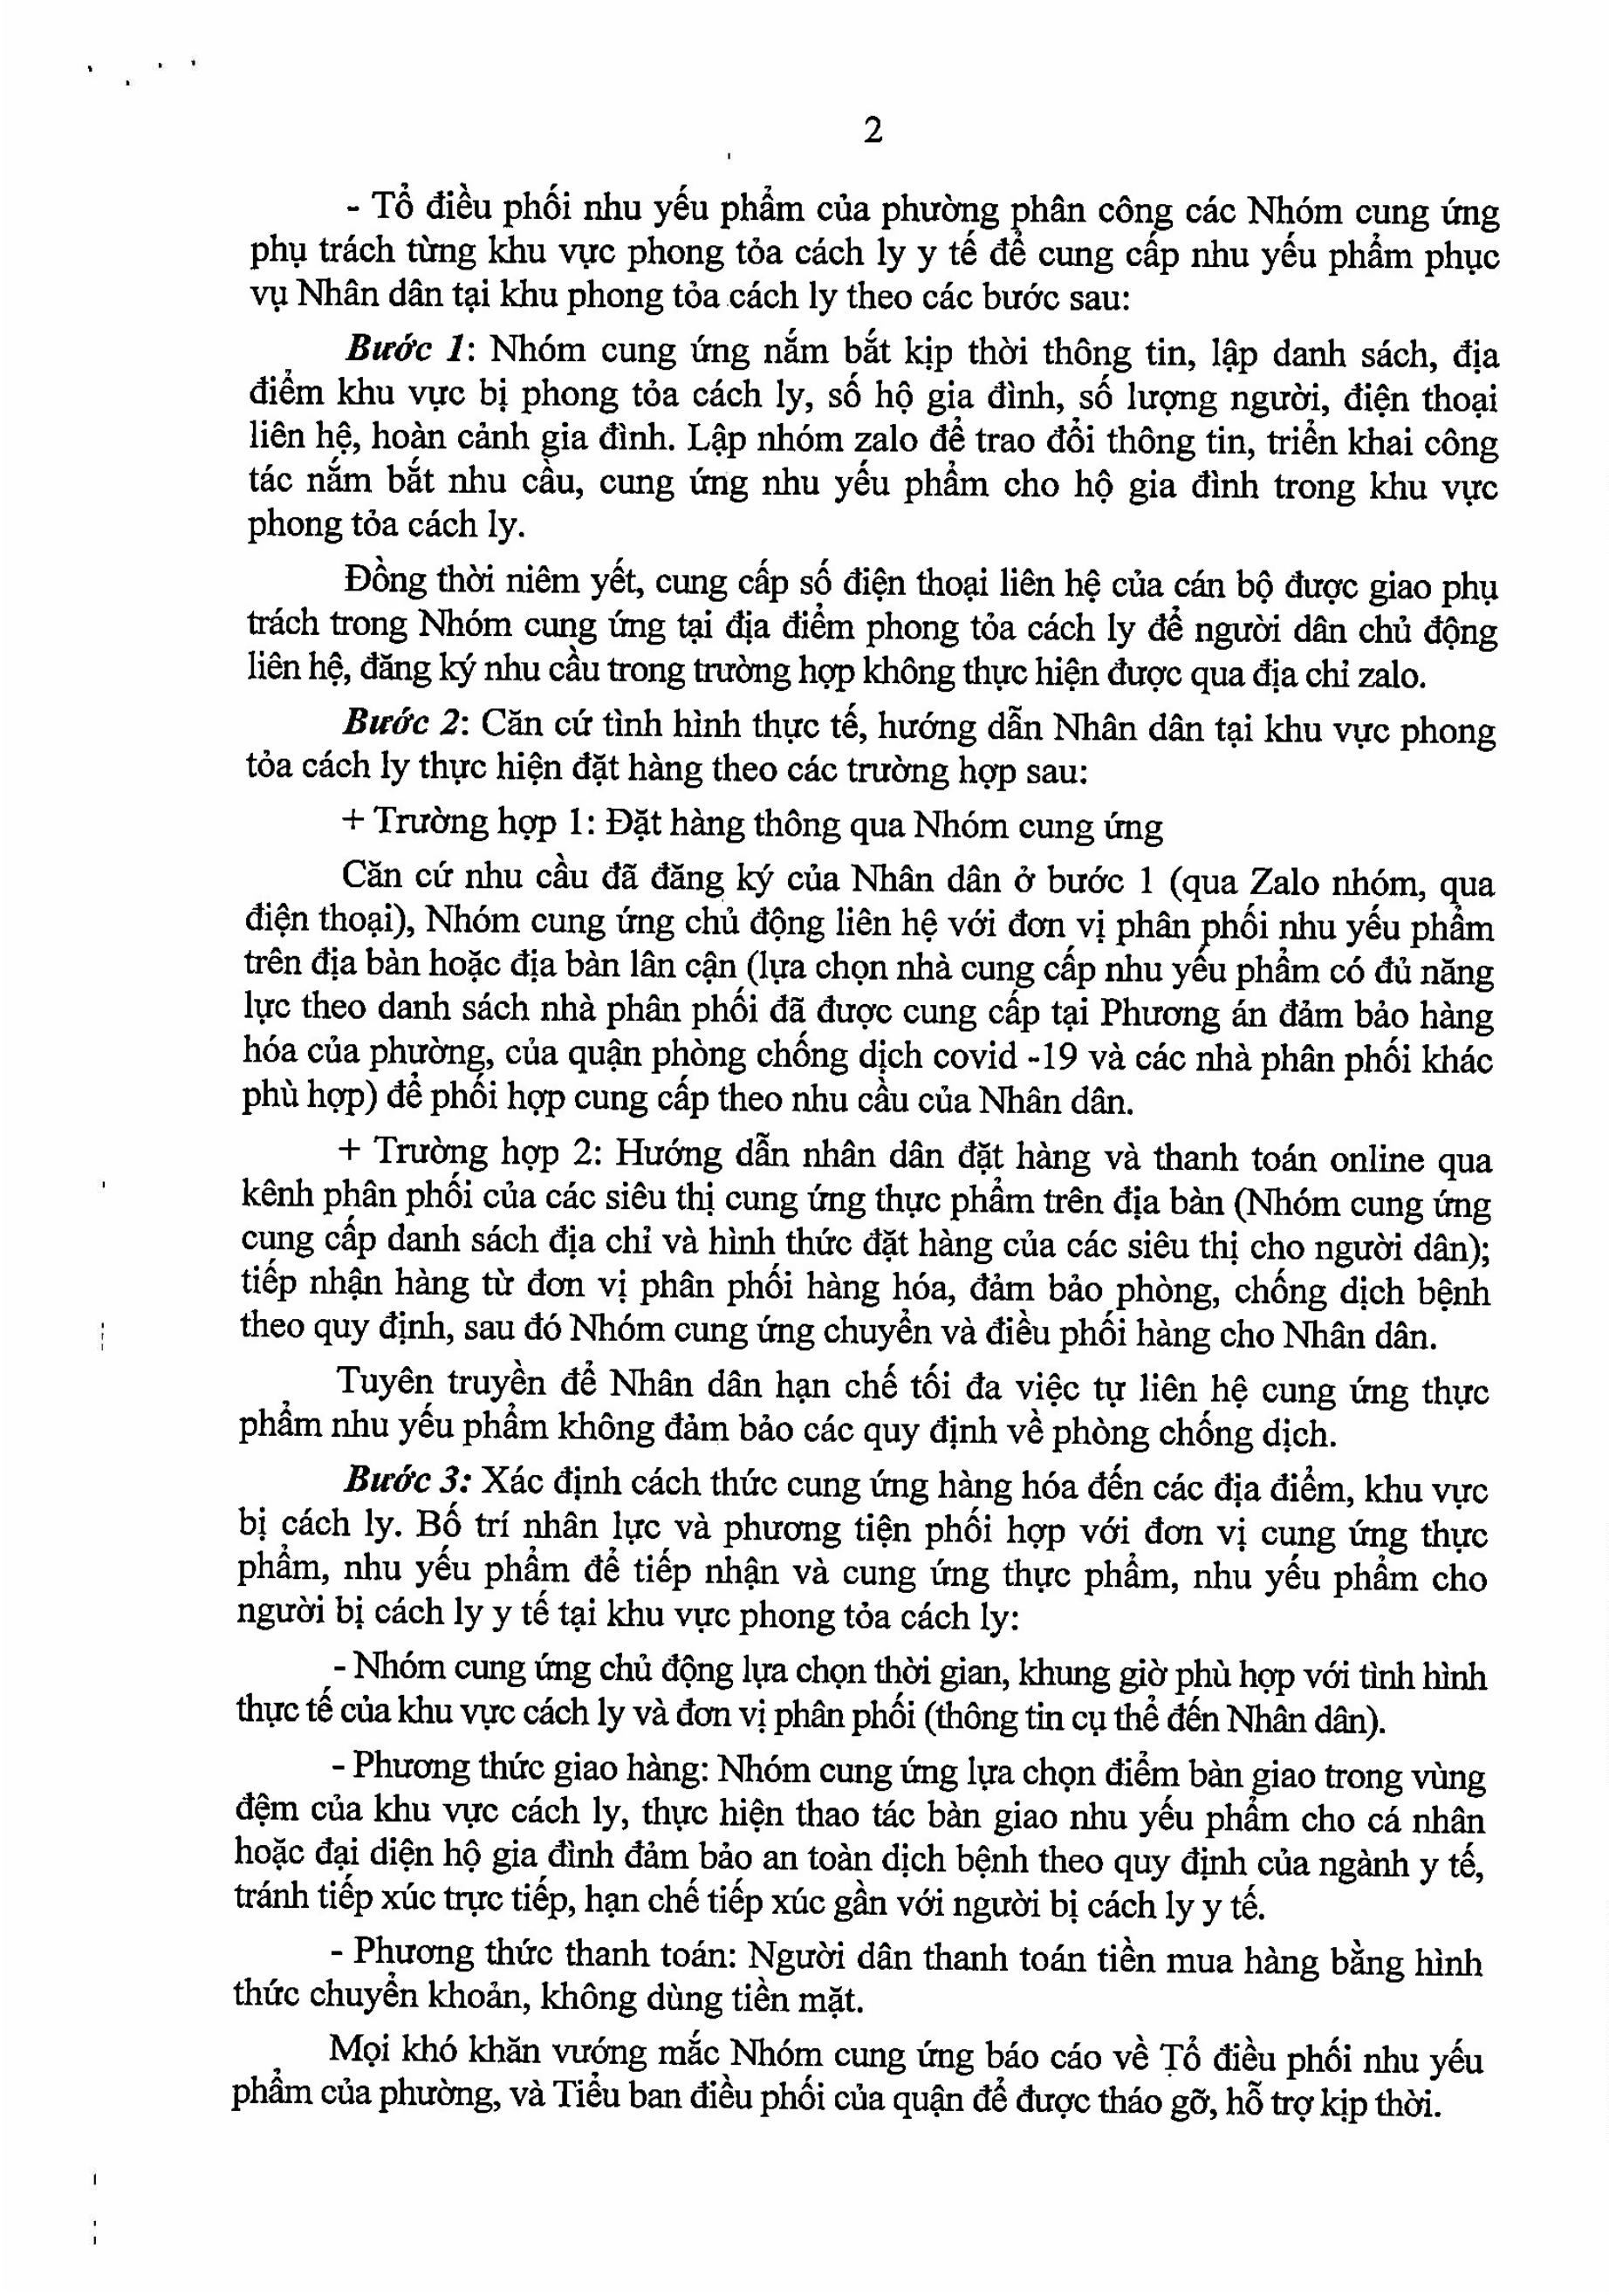 2
- Tổ điều phối nhu yếu phẩm của phường phân công các Nhóm cung ứng
phụ trách từng khu vực phong tỏa cách ly y tế để cung cấp nhu yếu phẩm phục
vụ Nhân dân tại khu phong tỏa cách ly theo các bước sau:
Bước 1: Nhóm cung ứng nắm bắt kịp thời thông tin, lập danh sách, địa
điểm khu vực bị phong tỏa cách ly, số hộ gia đình, số lượng người, điện thoại
liên hệ, hoàn cảnh gia đình. Lập nhóm zalo để trao đổi thông tin, triển khai công
tác nắm bắt nhu cầu, cung ứng nhu yếu phẩm cho hộ gia đình trong khu vực
phong tỏa cách ly.
Đồng thời niêm yết, cung cấp số điện thoại liên hệ của cán bộ được giao phụ
trách trong Nhóm cung ứng tại địa điểm phong tỏa cách ly để người dân chủ động
liên hệ, đăng ký nhu cầu trong trường hợp không thực hiện được qua địa chỉ zalo.
Bước 2: Căn cứ tình hình thực tế, hướng dẫn Nhân dân tại khu vực phong
tỏa cách ly thực hiện đặt hàng theo các trường hợp sau:
+ Trường hợp 1: Đặt hàng thông qua Nhóm cung ứng
Căn cứ nhu cầu đã đăng ký của Nhân dân ở bước 1 (qua Zalo nhóm, qua
điện thoại), Nhóm cung ứng chủ động liên hệ với đơn vị phân phối nhu yếu phẩm
trên địa bàn hoặc địa bàn lân cận (lựa chọn nhà cung cấp nhu yếu phẩm có đủ năng
lực theo danh sách nhà phân phối đã được cung cấp tại Phương án đảm bảo hàng
hóa của phường, của quận phòng chống dịch covid -19 và các nhà phân phối khác
phù hợp) để phối hợp cung cấp theo nhu cầu của Nhân dân.
+ Trường hợp 2: Hướng dẫn nhân dân đặt hàng và thanh toán online qua
kênh phân phối của các siêu thị cung ứng thực phẩm trên địa bàn (Nhóm cung ứng
cung cấp danh sách địa chỉ và hình thức đặt hàng của các siêu thị cho người dân);
tiếp nhận hàng từ đơn vị phân phối hàng hóa, đảm bảo phòng, chống dịch bệnh
theo quy định, sau đó Nhóm cung ứng chuyển và điều phối hàng cho Nhân dân.
Tuyên truyền để Nhân dân hạn chế tối đa việc tự liên hệ cung ứng thực
phẩm nhu yếu phẩm không đảm bảo các quy định về phòng chống dịch.
Bước 3: Xác định cách thức cung ứng hàng hóa đến các địa điểm, khu vực
bị cách ly. Bố trí nhân lực và phương tiện phối hợp với đơn vị cung ứng thực
phẩm, nhu yếu phẩm để tiếp nhận và cung ứng thực phẩm, nhu yếu phẩm cho
người bị cách ly y tế tại khu vực phong tỏa cách ly:
- Nhóm cung ứng chủ động lựa chọn thời gian, khung giờ phù hợp với tình hình
thực tế của khu vực cách ly và đơn vị phân phối (thông tin cụ thể đến Nhân dân).
- Phương thức giao hàng: Nhóm cung ứng lựa chọn điểm bàn giao trong vùng
đệm của khu vực cách ly, thực hiện thao tác bàn giao nhu yếu phẩm cho cá nhân
hoặc đại diện hộ gia đình đảm bảo an toàn dịch bệnh theo quy định của ngành y tế,
tránh tiếp xúc trực tiếp, hạn chế tiếp xúc gần với người bị cách ly y tế.
- Phương thức thanh toán: Người dân thanh toán tiền mua hàng bằng hình
thức chuyển khoản, không dùng tiền mặt.
Mọi khó khăn vướng mắc Nhóm cung ứng báo cáo về Tổ điều phối nhu yếu
phẩm của phường, và Tiểu ban điều phối của quận để được tháo gỡ, hỗ trợ kịp thời.